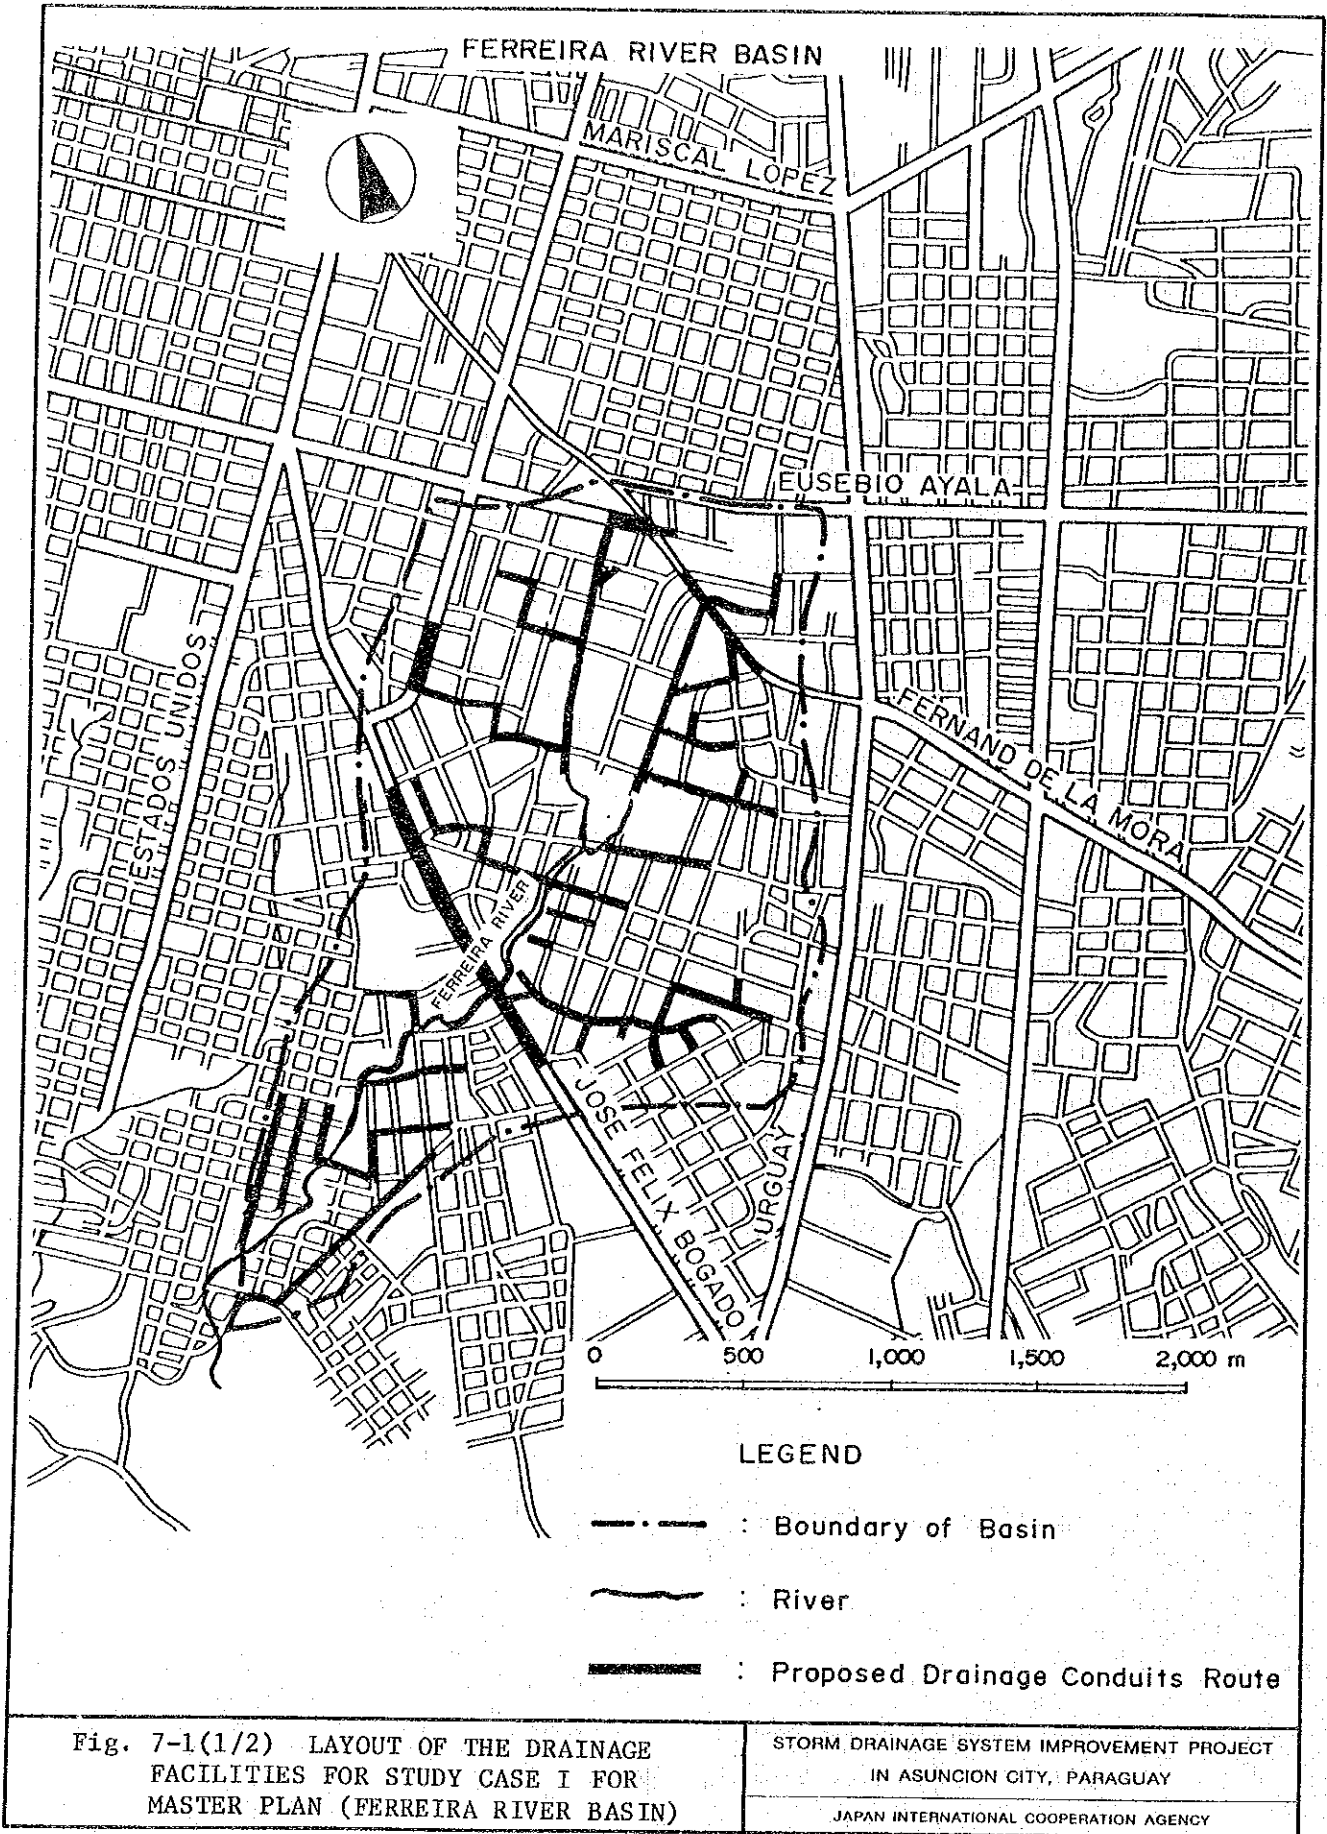 FERREIRA RIVER BASIN
MARISCAL LOPEZ
EUSEBIO AYALA
ESTADOS UNIDOS
FERNAND DE LA MORA
FERREIRA RIVER
JOSE FELIX BOGADO
URGUAY
0 500 1,000 1,500 2,000 m
LEGEND
: Boundary of Basin
: River
: Proposed Drainage Conduits Route
Fig. 7-1(1/2) LAYOUT OF THE DRAINAGE
FACILITIES FOR STUDY CASE I FOR
MASTER PLAN (FERREIRA RIVER BASIN)
STORM DRAINAGE SYSTEM IMPROVEMENT PROJECT
IN ASUNCION CITY, PARAGUAY
JAPAN INTERNATIONAL COOPERATION AGENCY